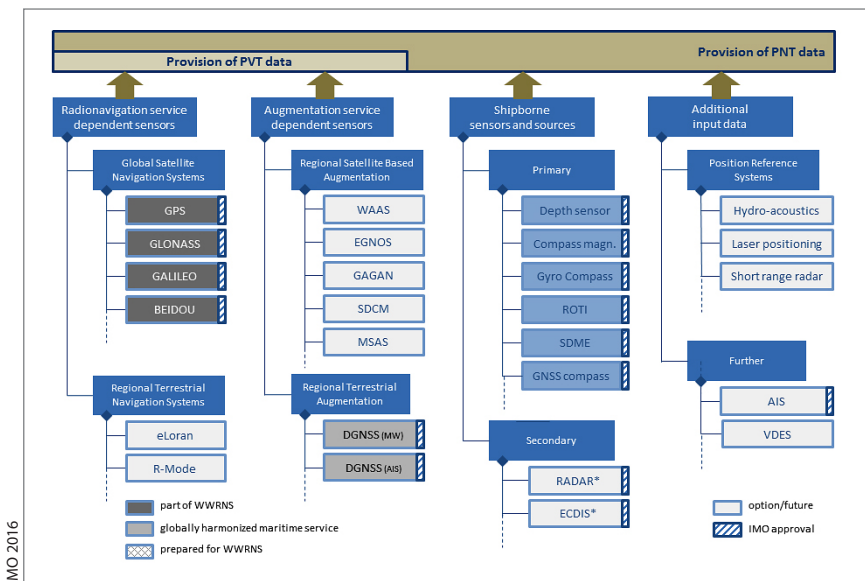 Provision of PNT data
Provision of PVT data
Radionavigation service
dependent sensors
Global Satellite
Navigation Systems
GPS
GLONASS
GALILEO
BEIDOU
Regional Terrestrial
Navigation Systems
eLoran
R-Mode
Augmentation service
dependent sensors
Regional Satellite Based
Augmentation
WAAS
EGNOS
GAGAN
SDCM
MSAS
Regional Terrestrial
Augmentation
DGNSS (MW)
DGNSS (AIS)
Shipborne
sensors and sources
Primary
Depth sensor
Compass magn.
Gyro Compass
ROTI
SDME
GNSS compass
Secondary
RADAR*
ECDIS*
Additional
input data
Position Reference
Systems
Hydro-acoustics
Laser positioning
Short range radar
Further
AIS
VDES
part of WWRNS
globally harmonized maritime service
prepared for WWRNS
option/future
IMO approval
MO 2016